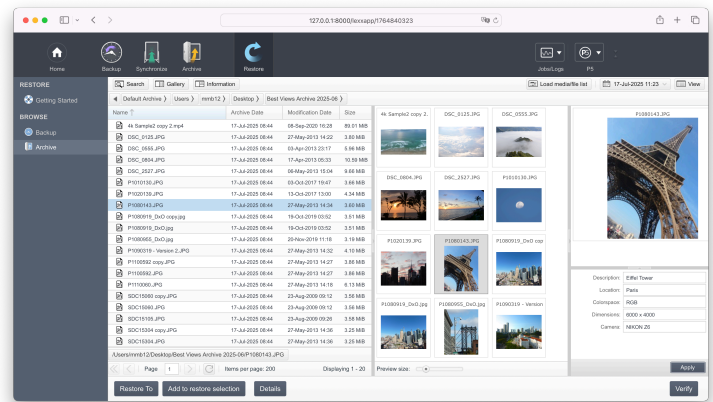 127.0.0.1:8000/lexxapp/1764840323
Home
Backup
Synchronize
Archive
Restore
Jobs/Logs
P5
P5
RESTORE
Getting Started
BROWSE
Backup
Archive
Search Gallery Information
Load media/file list 17-Jul-2025 11:23 View
Default Archive Users mmb12 Desktop Best Views Archive 2025-06
Name Archive Date Modification Date Size
4k Sample2 copy 2.mp4 17-Jul-2025 08:44 08-Sep-2020 16:28 89.01 MiB
DSC_0125.JPG 17-Jul-2025 08:44 27-May-2013 14:22 3.60 MiB
DSC_0555.JPG 17-Jul-2025 08:44 03-Apr-2013 23:17 5.96 MiB
DSC_0804.JPG 17-Jul-2025 08:44 17-Apr-2013 05:33 10.59 MiB
DSC_2527.JPG 17-Jul-2025 08:44 06-May-2013 15:04 9.66 MiB
P1010130.JPG 17-Jul-2025 08:44 03-Oct-2017 19:47 3.66 MiB
P1020139.JPG 17-Jul-2025 08:44 13-Oct-2017 13:00 4.34 MiB
P1080143.JPG 17-Jul-2025 08:44 27-May-2013 14:34 3.60 MiB
P1080919_DxO copy.jpg 17-Jul-2025 08:44 19-Oct-2019 03:52 3.51 MiB
P1080919_DxO.jpg 17-Jul-2025 08:44 19-Oct-2019 03:52 3.51 MiB
P1080955_DxO.jpg 17-Jul-2025 08:44 20-Nov-2019 11:18 3.19 MiB
P1090319 - Version 2.JPG 17-Jul-2025 08:44 27-May-2013 14:32 4.10 MiB
P1100592 copy.JPG 17-Jul-2025 08:44 27-May-2013 14:27 3.86 MiB
P1100592.JPG 17-Jul-2025 08:44 27-May-2013 14:27 3.86 MiB
P1110060.JPG 17-Jul-2025 08:44 27-May-2013 14:18 6.13 MiB
SDC15060 copy.JPG 17-Jul-2025 08:44 23-Aug-2009 09:12 3.56 MiB
SDC15060.JPG 17-Jul-2025 08:44 23-Aug-2009 09:12 3.56 MiB
SDC15105.JPG 17-Jul-2025 08:44 23-Aug-2009 09:26 3.56 MiB
SDC15304 copy.JPG 17-Jul-2025 08:44 27-May-2013 14:36 3.25 MiB
SDC15304.JPG 17-Jul-2025 08:44 27-May-2013 14:36 3.25 MiB
/Users/mmb12/Desktop/Best Views Archive 2025-06/P1080143.JPG
Page 1 Items per page: 200 Displaying 1 - 20
4k Sample2 copy 2. DSC_0125.JPG DSC_0555.JPG
DSC_0804.JPG DSC_2527.JPG P1010130.JPG
P1020139.JPG P1080143.JPG P1080919_DxO cop
P1080919_DxO.jpg P1080955_DxO.jpg P1090319 - Version
Preview size:
P1080143.JPG
Description: Eiffel Tower
Location: Paris
Colorspace: RGB
Dimensions: 6000 x 4000
Camera: NIKON Z6
Apply
Restore To Add to restore selection Details Verify